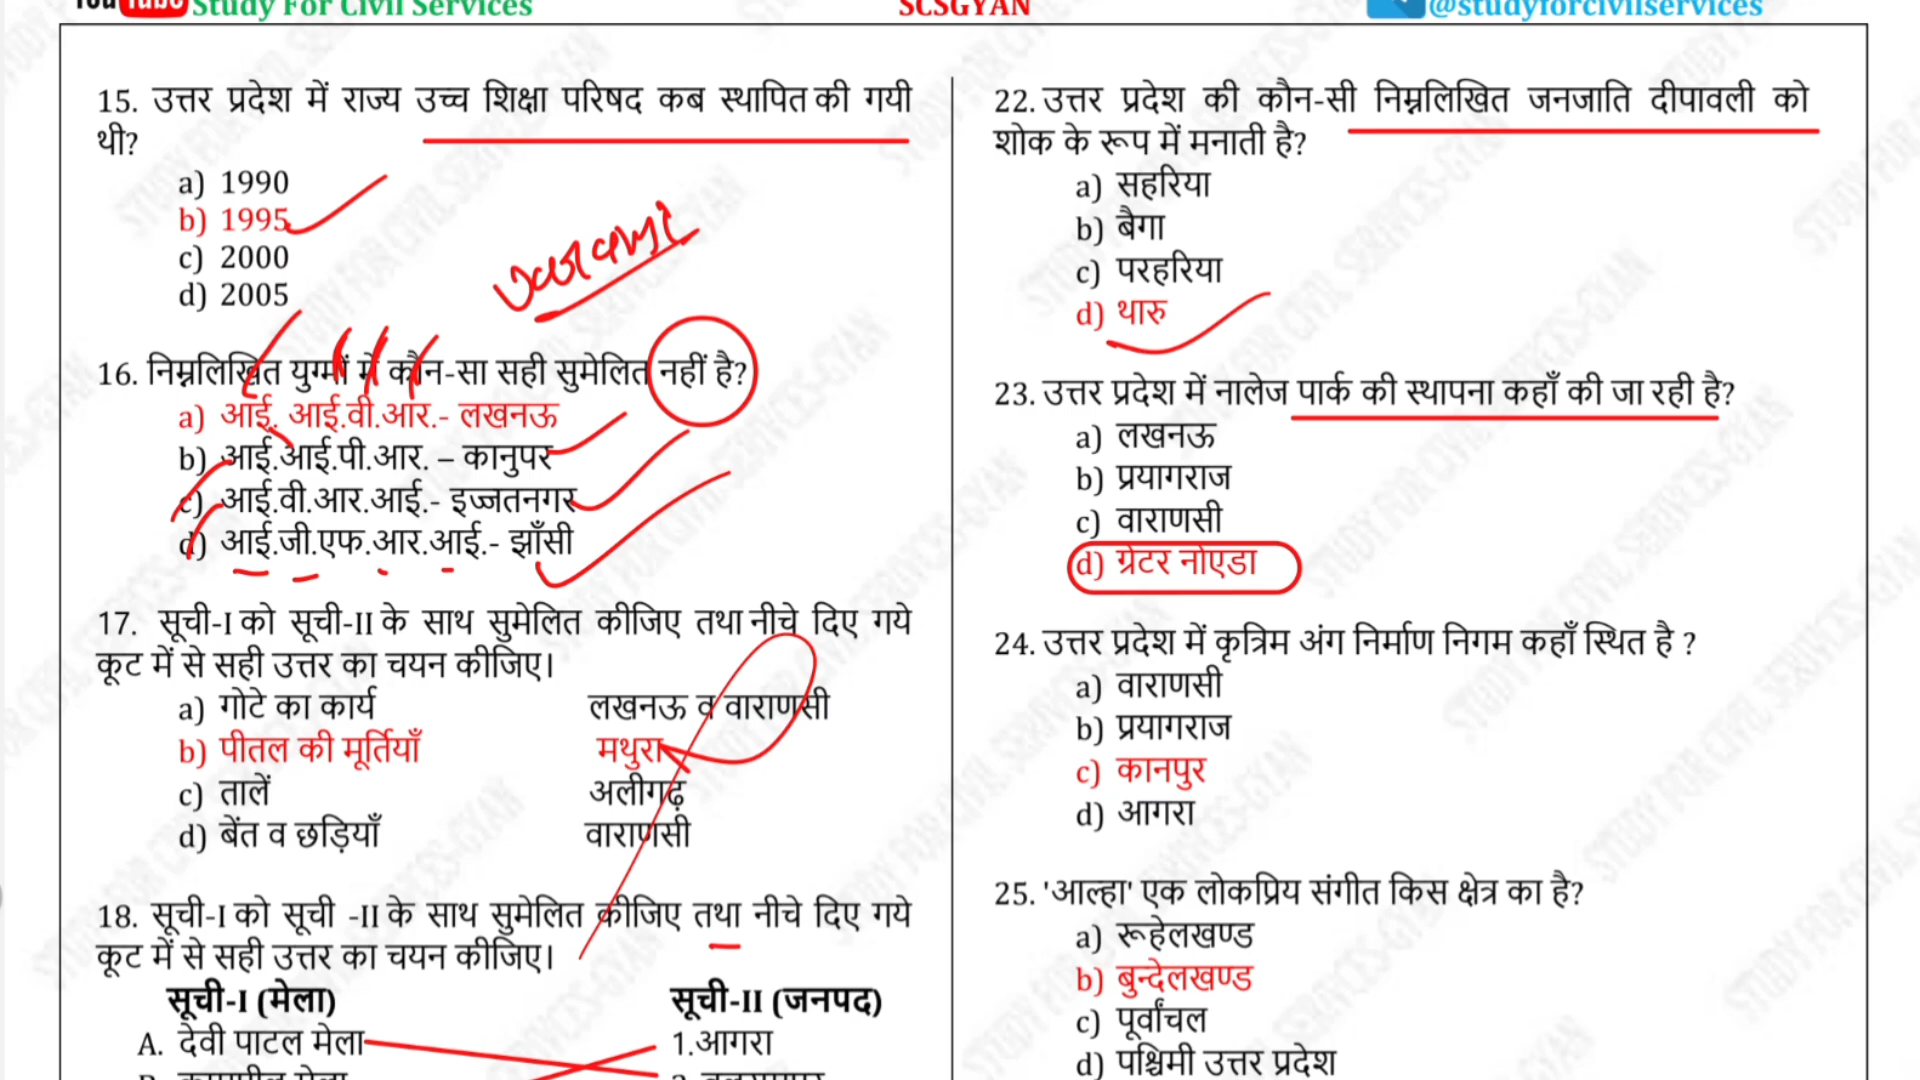 YouTube Study For Civil Services
SCSGYAN
@studyforcivilservices
15. उत्तर प्रदेश में राज्य उच्च शिक्षा परिषद कब स्थापित की गयी
थी?
a) 1990
b) 1995
c) 2000
d) 2005
16. निम्नलिखित युग्मों में कौन-सा सही सुमेलित नहीं है?
a) आई. आई.वी.आर.- लखनऊ
b) आई.आई.पी.आर. – कानुपर
c) आई.वी.आर.आई.- इज्जतनगर
d) आई.जी.एफ.आर.आई.- झाँसी
17. सूची-I को सूची-II के साथ सुमेलित कीजिए तथा नीचे दिए गये
कूट में से सही उत्तर का चयन कीजिए।
a) गोटे का कार्य लखनऊ व वाराणसी
b) पीतल की मूर्तियाँ मथुरा
c) तालें अलीगढ़
d) बेंत व छड़ियाँ वाराणसी
18. सूची-I को सूची -II के साथ सुमेलित कीजिए तथा नीचे दिए गये
कूट में से सही उत्तर का चयन कीजिए।
सूची-I (मेला) सूची-II (जनपद)
A. देवी पाटल मेला 1.आगरा
22. उत्तर प्रदेश की कौन-सी निम्नलिखित जनजाति दीपावली को
शोक के रूप में मनाती है?
a) सहरिया
b) बैगा
c) परहरिया
d) थारु
23. उत्तर प्रदेश में नालेज पार्क की स्थापना कहाँ की जा रही है?
a) लखनऊ
b) प्रयागराज
c) वाराणसी
d) ग्रेटर नोएडा
24. उत्तर प्रदेश में कृत्रिम अंग निर्माण निगम कहाँ स्थित है ?
a) वाराणसी
b) प्रयागराज
c) कानपुर
d) आगरा
25. 'आल्हा' एक लोकप्रिय संगीत किस क्षेत्र का है?
a) रूहेलखण्ड
b) बुन्देलखण्ड
c) पूर्वांचल
d) पश्चिमी उत्तर प्रदेश